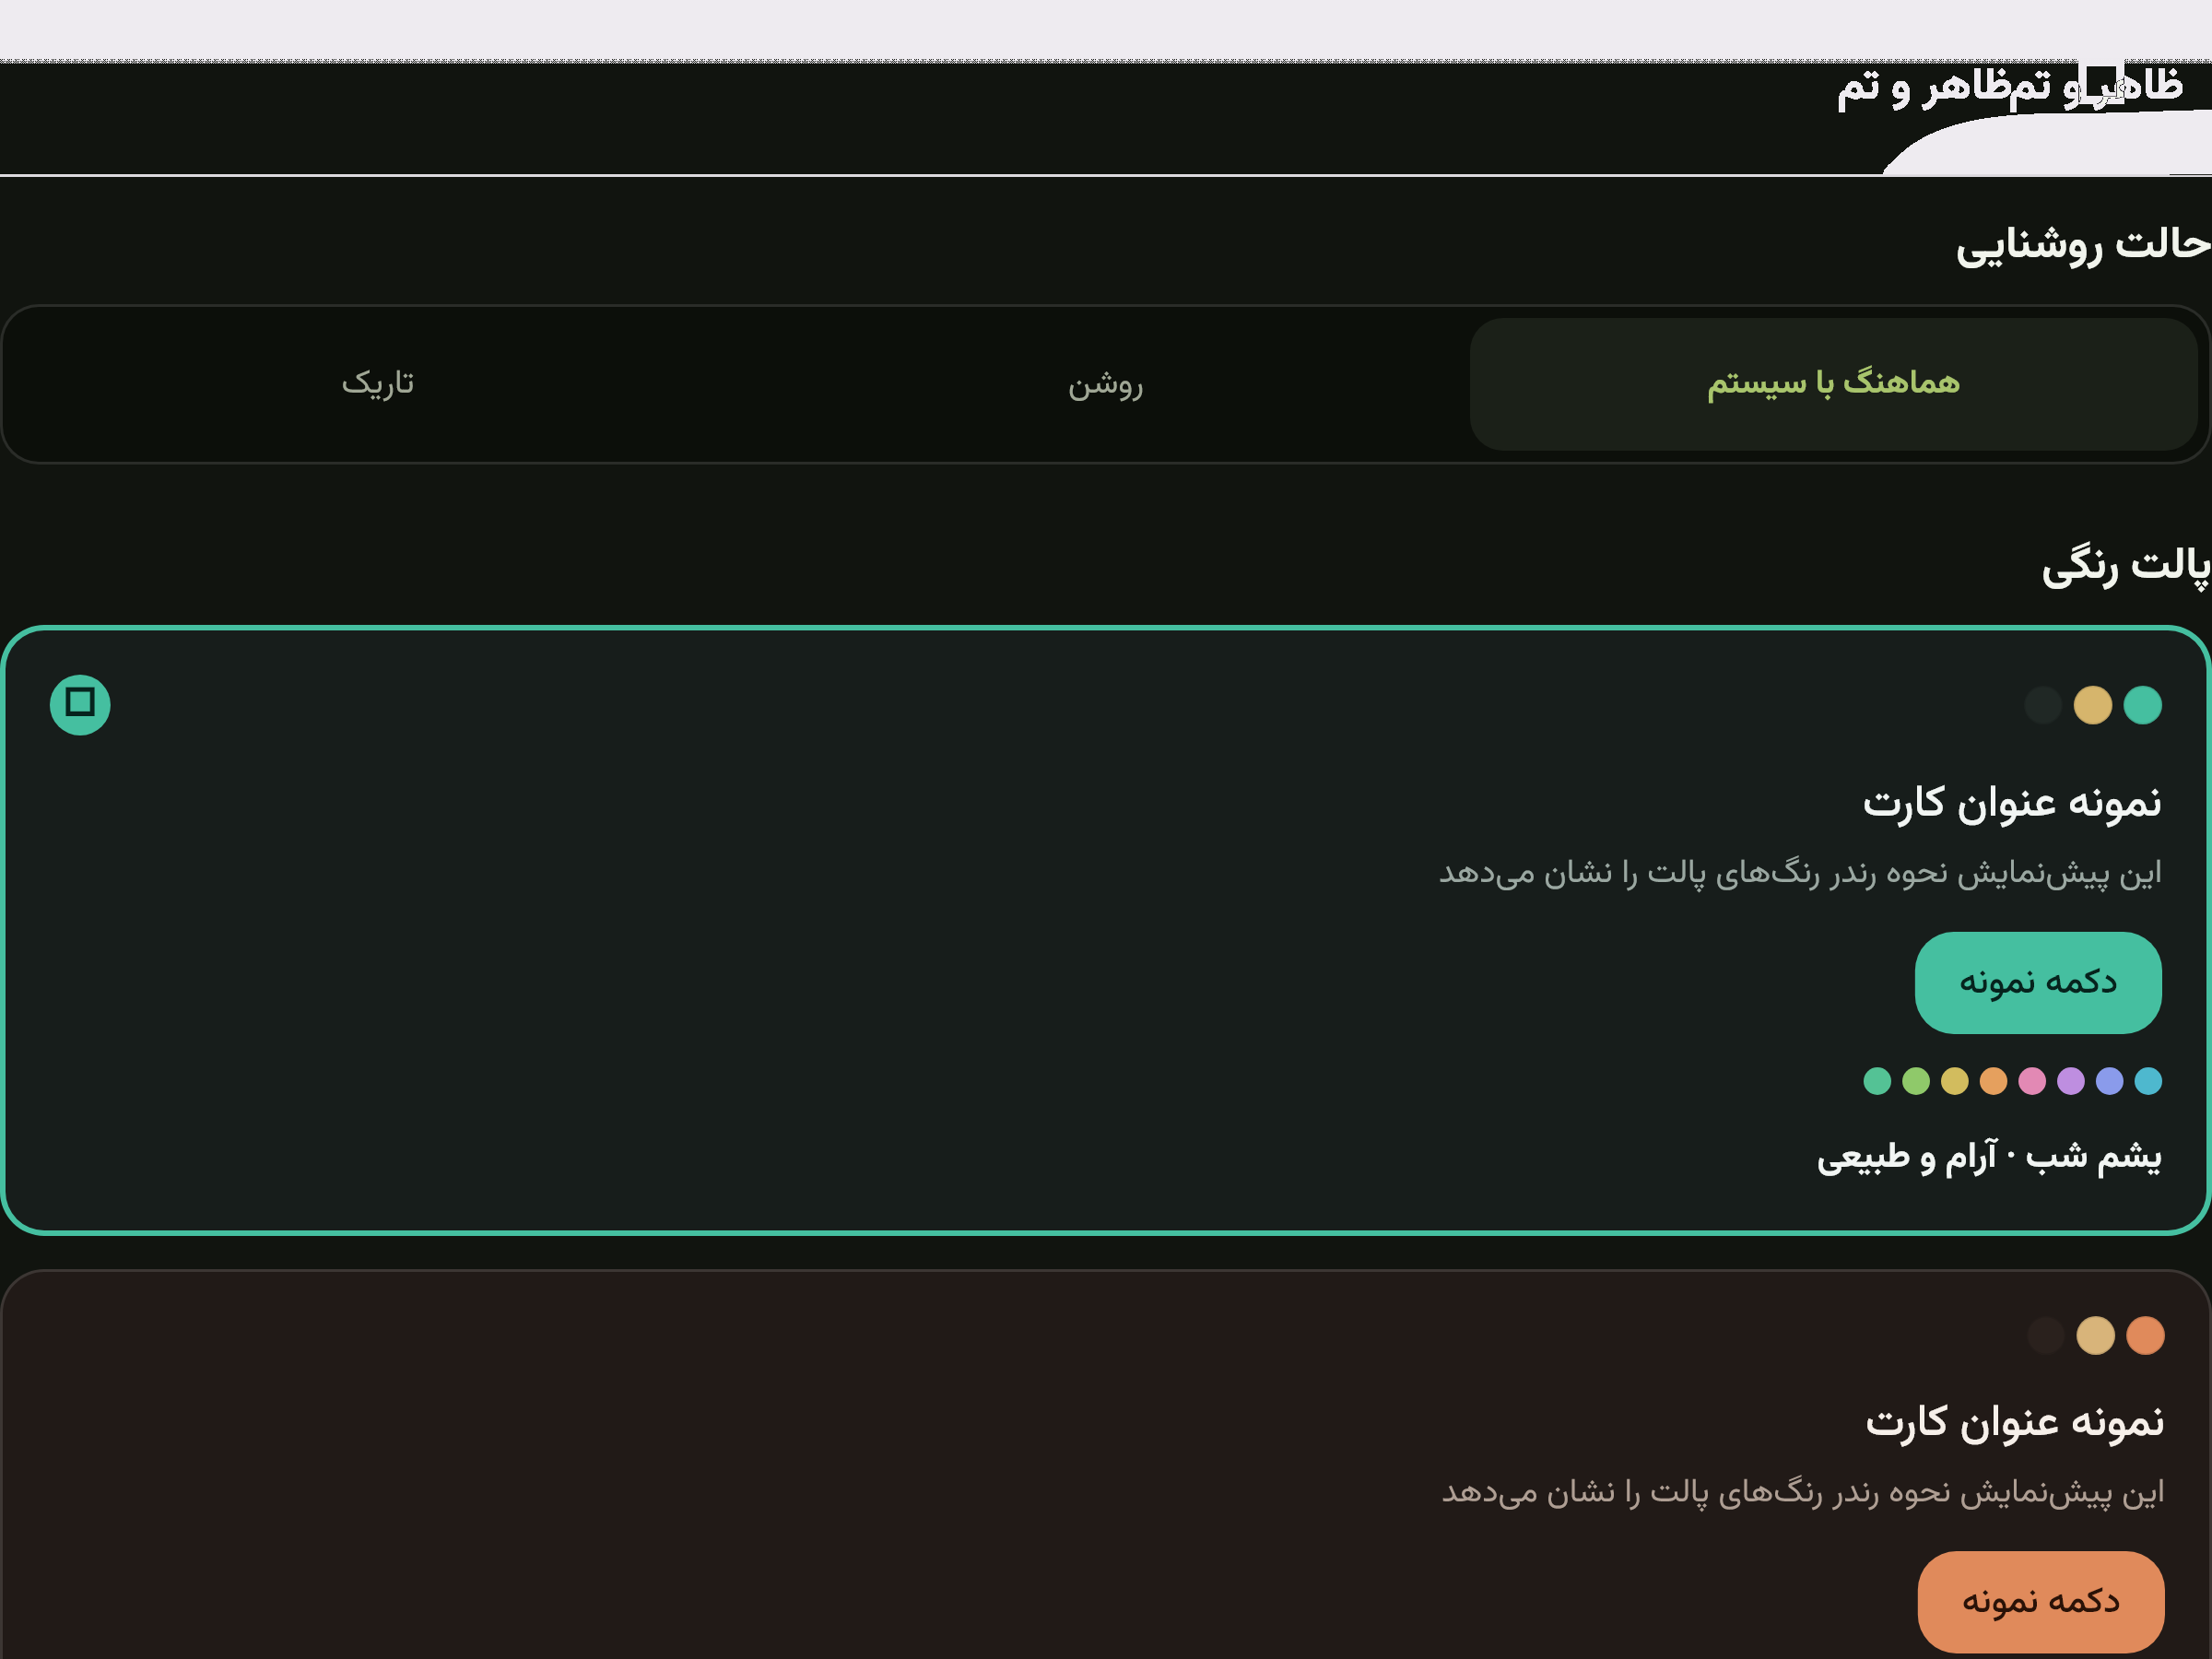 ظاهر و تم‌ظاهر و تم
حالت روشنایی
هماهنگ با سیستم
روشن
تاریک
پالت رنگی
نمونه عنوان کارت
این پیش‌نمایش نحوه رندر رنگ‌های پالت را نشان می‌دهد
دکمه نمونه
یشم شب · آرام و طبیعی
نمونه عنوان کارت
این پیش‌نمایش نحوه رندر رنگ‌های پالت را نشان می‌دهد
دکمه نمونه